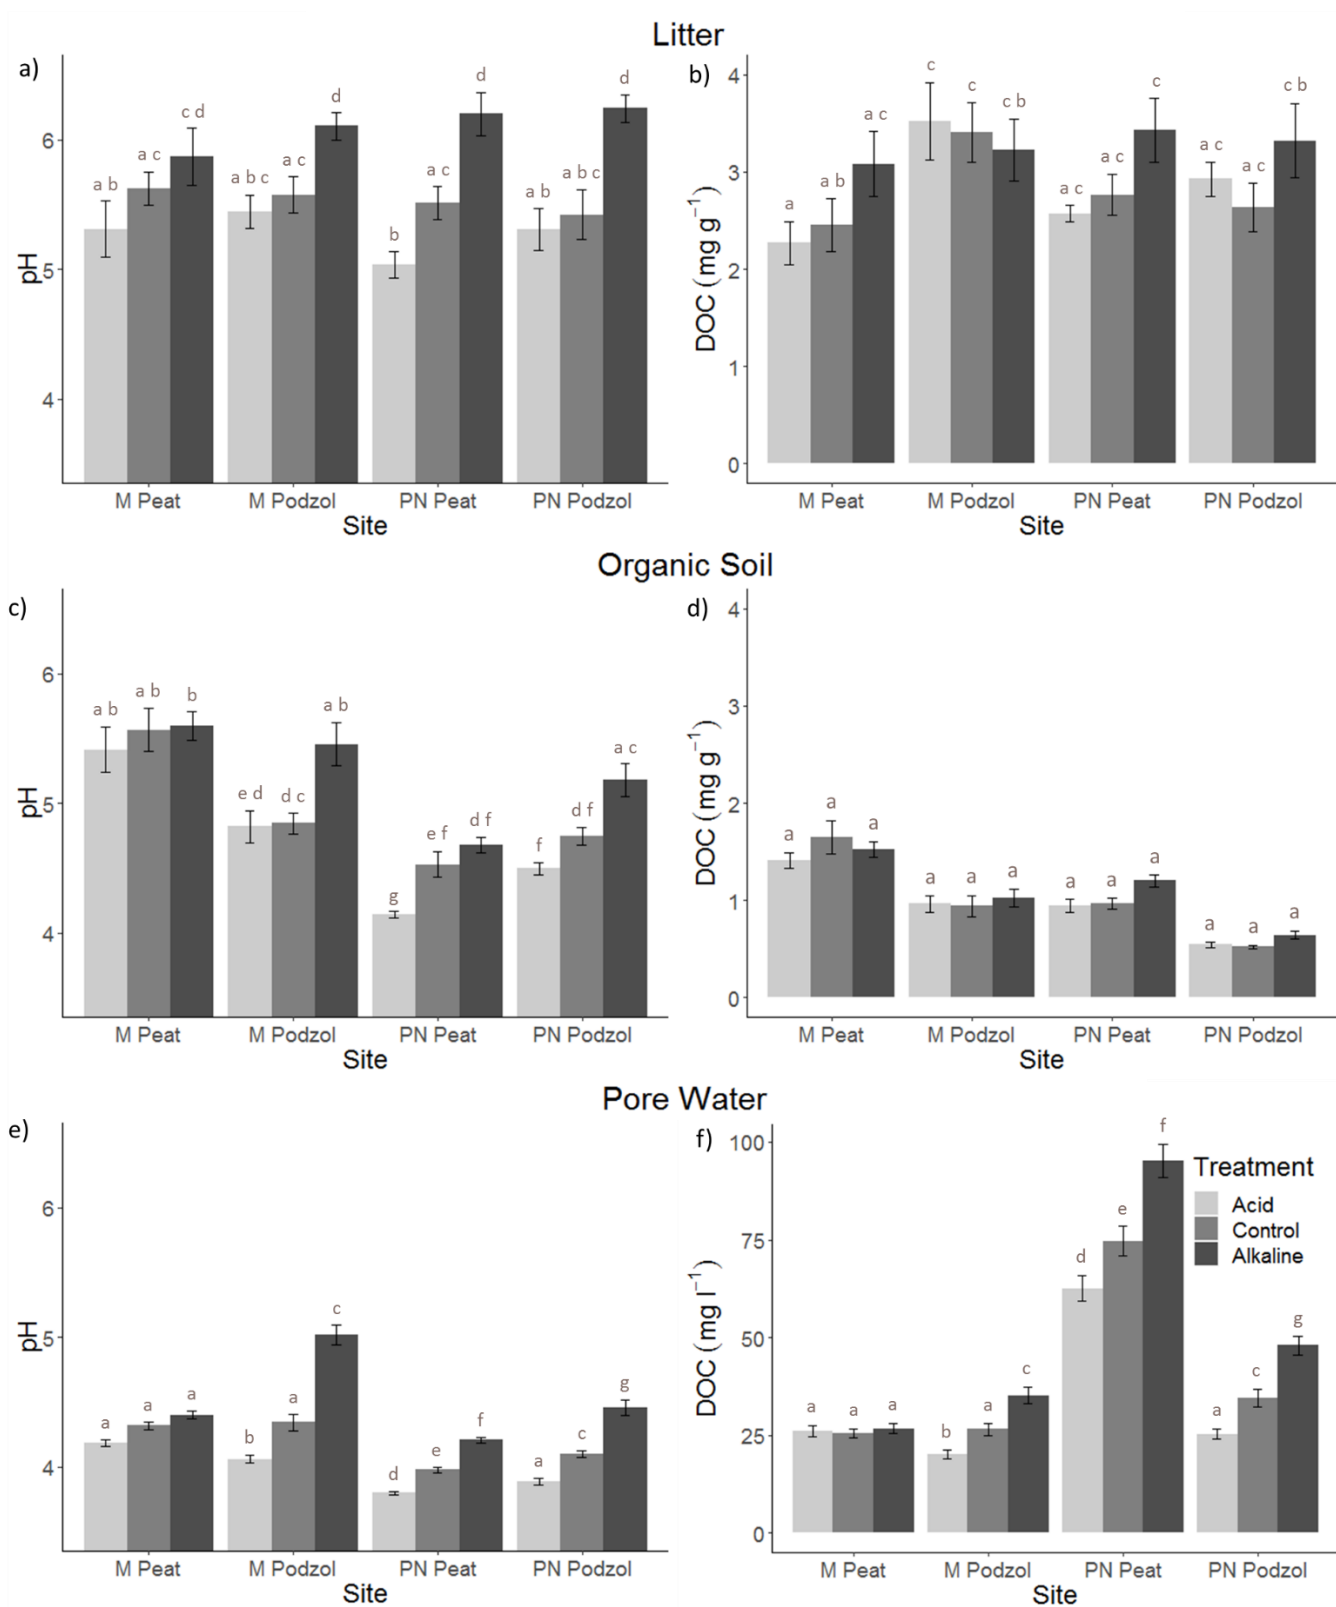 Litter
a)
6
5
4
pH
a b
a c
c d
a b c
a c
d
b
a c
d
a b
a b c
d
M Peat
M Podzol
PN Peat
PN Podzol
Site
b)
4
3
2
1
0
DOC (mg g⁻¹)
a
a b
a c
c
c
c b
a c
a c
c
a c
a c
c b
M Peat
M Podzol
PN Peat
PN Podzol
Site
Organic Soil
c)
6
5
4
pH
a b
a b
b
e d
d c
a b
g
e f
d f
f
d f
a c
M Peat
M Podzol
PN Peat
PN Podzol
Site
d)
4
3
2
1
0
DOC (mg g⁻¹)
a
a
a
a
a
a
a
a
a
a
a
a
M Peat
M Podzol
PN Peat
PN Podzol
Site
Pore Water
e)
6
5
4
pH
a
a
a
b
a
c
d
e
f
a
c
g
M Peat
M Podzol
PN Peat
PN Podzol
Site
f)
100
75
50
25
0
DOC (mg l⁻¹)
a
a
a
b
a
c
d
e
f
a
c
g
M Peat
M Podzol
PN Peat
PN Podzol
Site
Treatment
Acid
Control
Alkaline